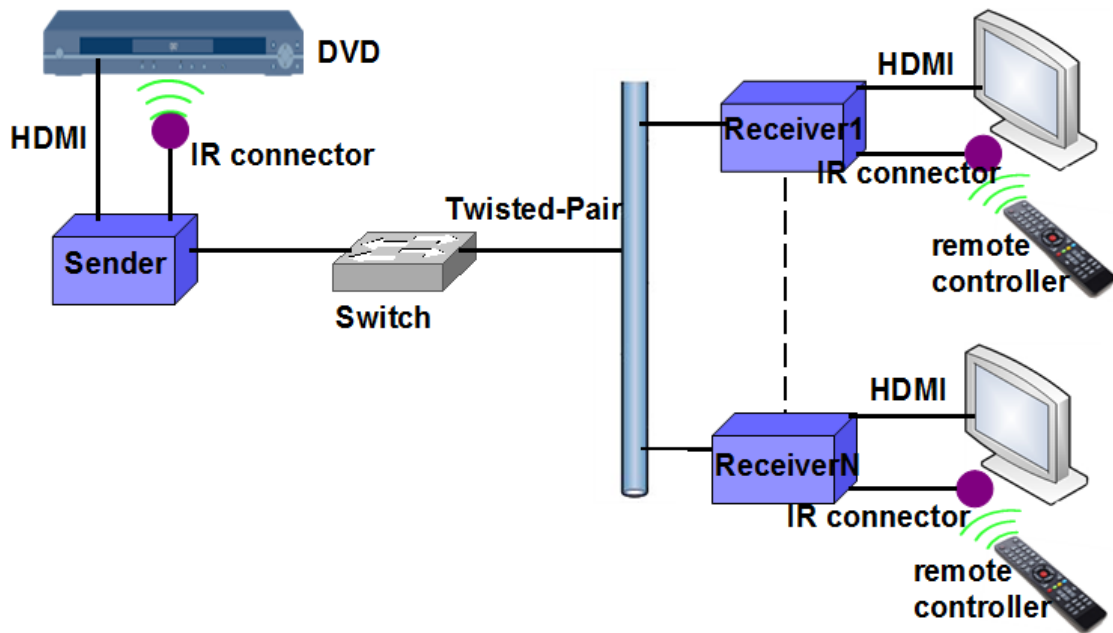 DVD
HDMI
IR connector
Sender
Switch
Twisted-Pair
HDMI
Receiver1
IR connector
remote
controller
HDMI
ReceiverN
IR connector
remote
controller